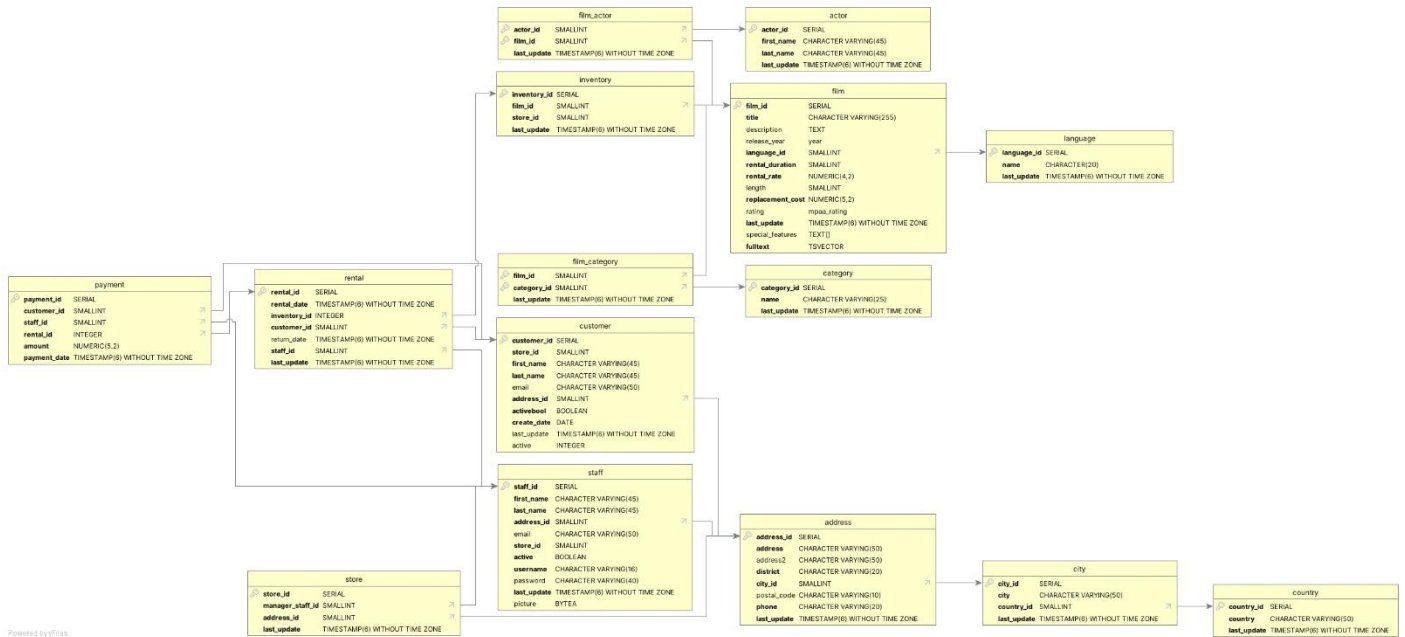 film_actor
actor_id SMALLINT
film_id SMALLINT
last_update TIMESTAMP(6) WITHOUT TIME ZONE
actor
actor_id SERIAL
first_name CHARACTER VARYING(45)
last_name CHARACTER VARYING(45)
last_update TIMESTAMP(6) WITHOUT TIME ZONE
inventory
inventory_id SERIAL
film_id SMALLINT
store_id SMALLINT
last_update TIMESTAMP(6) WITHOUT TIME ZONE
film
film_id SERIAL
title CHARACTER VARYING(255)
description TEXT
release_year year
language_id SMALLINT
rental_duration SMALLINT
rental_rate NUMERIC(4,2)
length SMALLINT
replacement_cost NUMERIC(5,2)
rating mpaa_rating
last_update TIMESTAMP(6) WITHOUT TIME ZONE
special_features TEXT[]
fulltext TSVECTOR
language
language_id SERIAL
name CHARACTER(20)
last_update TIMESTAMP(6) WITHOUT TIME ZONE
film_category
film_id SMALLINT
category_id SMALLINT
last_update TIMESTAMP(6) WITHOUT TIME ZONE
category
category_id SERIAL
name CHARACTER VARYING(25)
last_update TIMESTAMP(6) WITHOUT TIME ZONE
payment
payment_id SERIAL
customer_id SMALLINT
staff_id SMALLINT
rental_id INTEGER
amount NUMERIC(5,2)
payment_date TIMESTAMP(6) WITHOUT TIME ZONE
rental
rental_id SERIAL
rental_date TIMESTAMP(6) WITHOUT TIME ZONE
inventory_id INTEGER
customer_id SMALLINT
return_date TIMESTAMP(6) WITHOUT TIME ZONE
staff_id SMALLINT
last_update TIMESTAMP(6) WITHOUT TIME ZONE
customer
customer_id SERIAL
store_id SMALLINT
first_name CHARACTER VARYING(45)
last_name CHARACTER VARYING(45)
email CHARACTER VARYING(50)
address_id SMALLINT
activebool BOOLEAN
create_date DATE
last_update TIMESTAMP(6) WITHOUT TIME ZONE
active INTEGER
staff
staff_id SERIAL
first_name CHARACTER VARYING(45)
last_name CHARACTER VARYING(45)
address_id SMALLINT
email CHARACTER VARYING(50)
store_id SMALLINT
active BOOLEAN
username CHARACTER VARYING(16)
password CHARACTER VARYING(40)
last_update TIMESTAMP(6) WITHOUT TIME ZONE
picture BYTEA
store
store_id SERIAL
manager_staff_id SMALLINT
address_id SMALLINT
last_update TIMESTAMP(6) WITHOUT TIME ZONE
address
address_id SERIAL
address CHARACTER VARYING(50)
address2 CHARACTER VARYING(50)
district CHARACTER VARYING(20)
city_id SMALLINT
postal_code CHARACTER VARYING(10)
phone CHARACTER VARYING(20)
last_update TIMESTAMP(6) WITHOUT TIME ZONE
city
city_id SERIAL
city CHARACTER VARYING(50)
country_id SMALLINT
last_update TIMESTAMP(6) WITHOUT TIME ZONE
country
country_id SERIAL
country CHARACTER VARYING(50)
last_update TIMESTAMP(6) WITHOUT TIME ZONE
Powered by yFiles